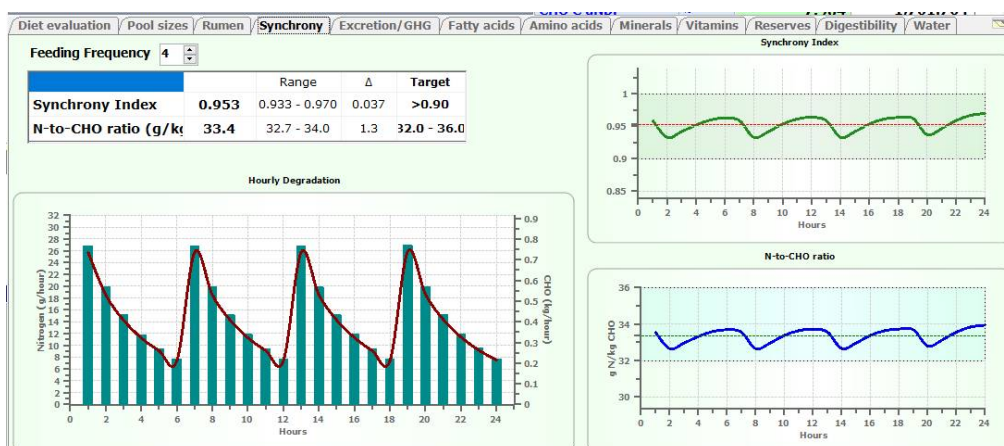 Diet evaluation Pool sizes Rumen Synchrony Excretion/GHG Fatty acids Amino acids Minerals Vitamins Reserves Digestibility Water
Feeding Frequency 4
Range Δ Target
Synchrony Index 0.953 0.933 - 0.970 0.037 >0.90
N-to-CHO ratio (g/k 33.4 32.7 - 34.0 1.3 32.0 - 36.0
Synchrony Index
1
0.95
0.9
0.85
0 2 4 6 8 10 12 14 16 18 20 22 24
Hours
Hourly Degradation
Nitrogen (g/hour)
32
30
28
26
24
22
20
18
16
14
12
10
8
6
4
2
0
0.9
0.8
0.7
0.6
0.5
0.4
0.3
0.2
0.1
0
CHO (kg/hour)
0 2 4 6 8 10 12 14 16 18 20 22 24
Hours
N-to-CHO ratio
g N/kg CHO
36
34
32
30
0 2 4 6 8 10 12 14 16 18 20 22 24
Hours